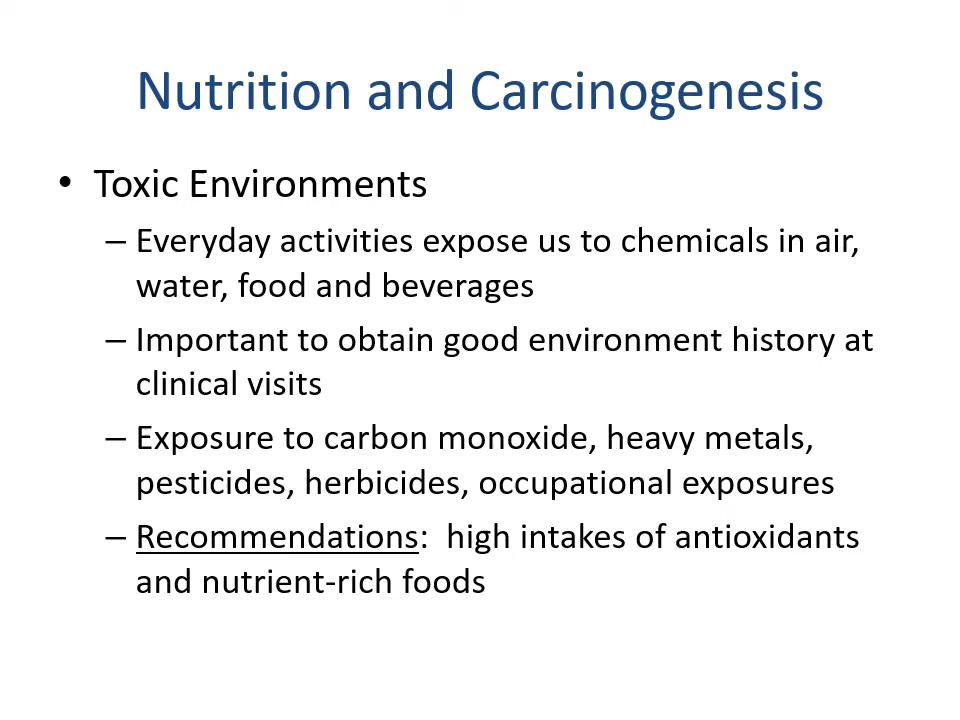 Nutrition and Carcinogenesis
• Toxic Environments
– Everyday activities expose us to chemicals in air,
water, food and beverages
– Important to obtain good environment history at
clinical visits
– Exposure to carbon monoxide, heavy metals,
pesticides, herbicides, occupational exposures
– Recommendations:  high intakes of antioxidants
and nutrient-rich foods